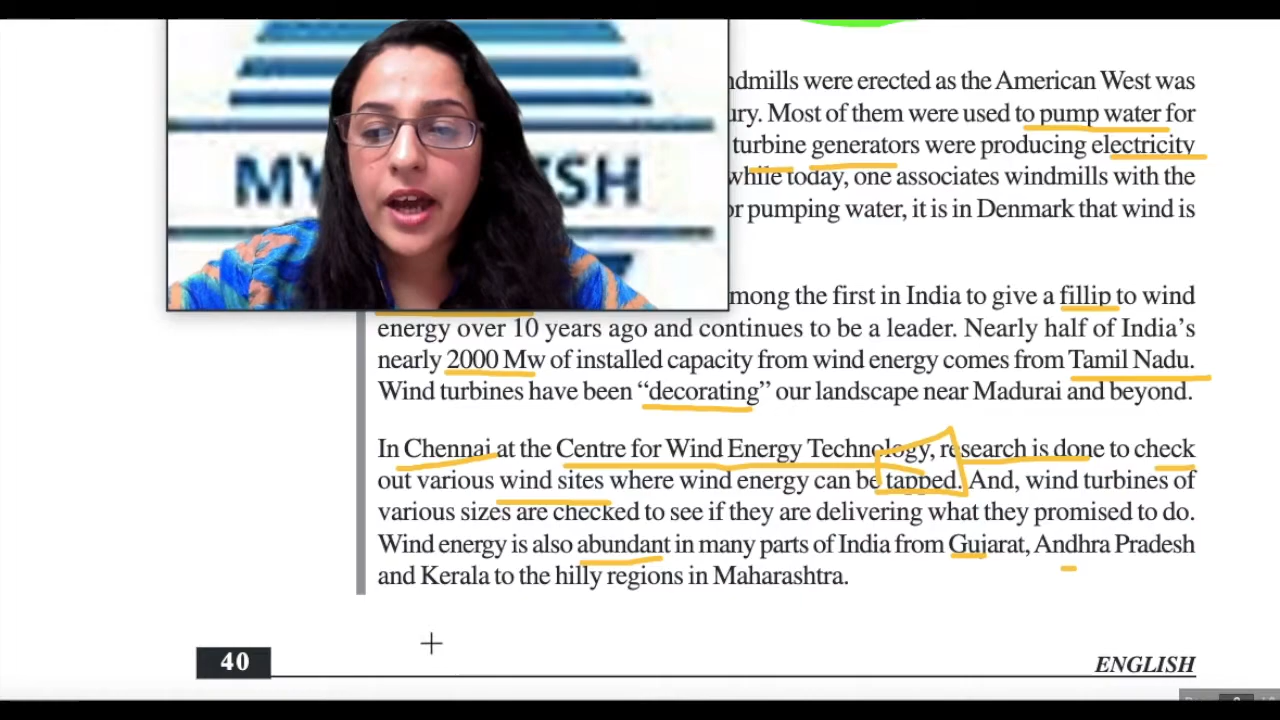 ndmills were erected as the American West was
ury. Most of them were used to pump water for
turbine generators were producing electricity
while today, one associates windmills with the
or pumping water, it is in Denmark that wind is
MY SH
mong the first in India to give a fillip to wind
energy over 10 years ago and continues to be a leader. Nearly half of India's
nearly 2000 Mw of installed capacity from wind energy comes from Tamil Nadu.
Wind turbines have been “decorating” our landscape near Madurai and beyond.
In Chennai at the Centre for Wind Energy Technology, research is done to check
out various wind sites where wind energy can be tapped. And, wind turbines of
various sizes are checked to see if they are delivering what they promised to do.
Wind energy is also abundant in many parts of India from Gujarat, Andhra Pradesh
and Kerala to the hilly regions in Maharashtra.
40
ENGLISH